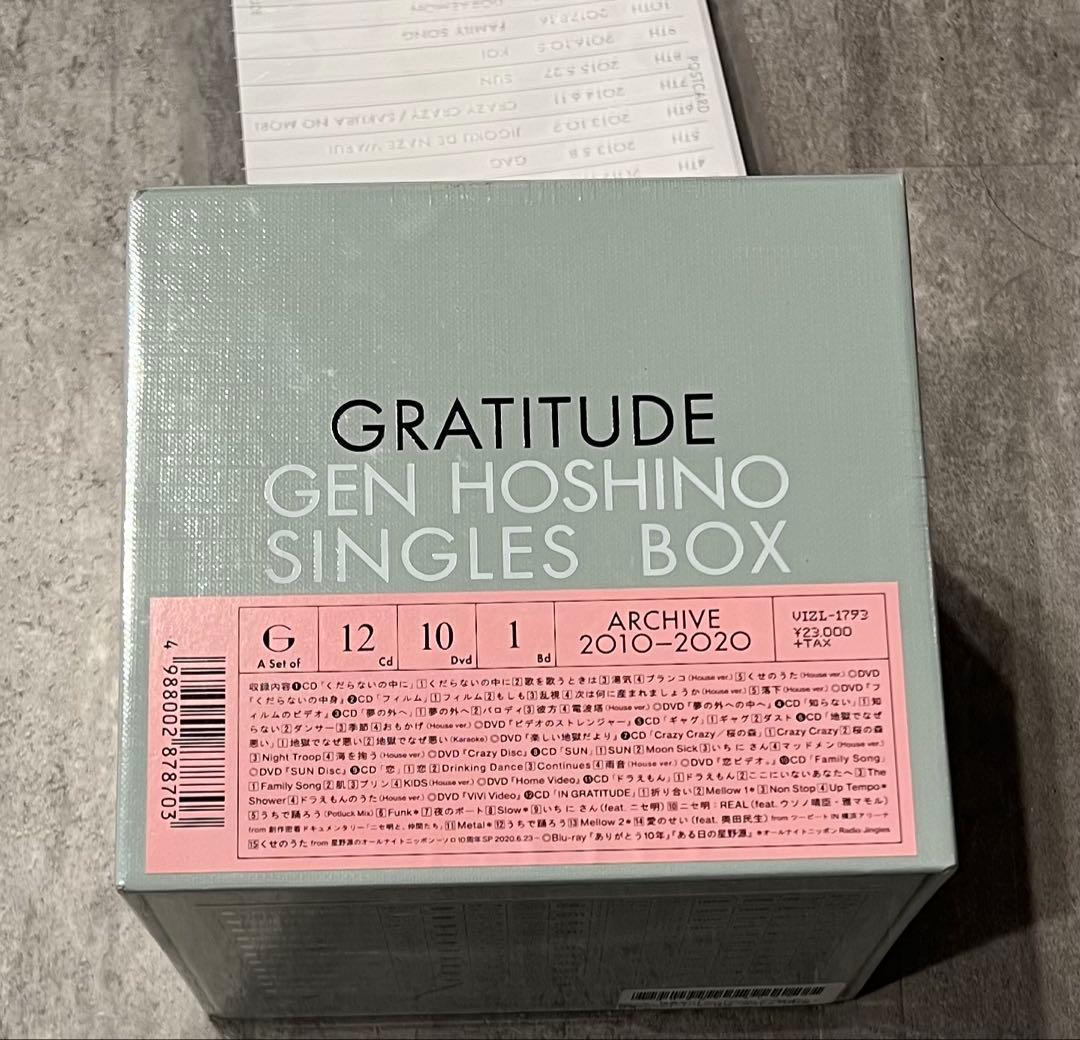 10TH 2017.8.16 FAMILY SONG
9TH 2016.10.5 KOI
8TH 2015.5.27 SUN
7TH 2014.6.11 CRAZY CRAZY / SAKURA NO MORI
6TH 2013.10.2 JIGOKU DE NAZE WARUI
5TH 2013.5.8 GAG
4TH
POSTCARD
GRATITUDE
GEN HOSHINO
SINGLES BOX
G A Set of
12 Cd
10 Dvd
1 Bd
ARCHIVE
2010–2020
VIZL-1793
¥23,000
+TAX
4 988002 878703
収録内容❶CD「くだらないの中に」①くだらないの中に②歌を歌うときは③湯気④ブランコ(House ver.)⑤くせのうた(House ver.)◎DVD
『くだらないの中身』❷CD「フィルム」①フィルム②もしも③乱視④次は何に産まれましょうか(House ver.)⑤落下(House ver.)◎DVD『フ
ィルムのビデオ』❸CD「夢の外へ」①夢の外へ②パロディ③彼方④電波塔(House ver.)◎DVD『夢の外への中へ』❹CD「知らない」①知
らない②ダンサー③季節④おもかげ(House ver.)◎DVD『ビデオのストレンジャー』❺CD「ギャグ」①ギャグ②ダスト❻CD「地獄でなぜ
悪い」①地獄でなぜ悪い②地獄でなぜ悪い(Karaoke)◎DVD『楽しい地獄だより』❼CD「Crazy Crazy／桜の森」①Crazy Crazy②桜の森
③Night Troop④海を掬う(House ver.)◎DVD『Crazy Disc』❽CD「SUN」①SUN②Moon Sick③いち に さん④マッドメン(House ver.)
◎DVD『SUN Disc』❾CD「恋」①恋②Drinking Dance③Continues④雨音(House ver.)◎DVD『恋ビデオ。』❿CD「Family Song」
①Family Song②肌③プリン④KIDS(House ver.)◎DVD『Home Video』⓫CD「ドラえもん」①ドラえもん②ここにいないあなたへ③The
Shower④ドラえもんのうた(House ver.)◎DVD『ViVi Video』⓬CD「IN GRATITUDE」①折り合い②Mellow 1*③Non Stop④Up Tempo*
⑤うちで踊ろう(Potluck Mix)⑥Funk*⑦夜のボート⑧Slow*⑨いち に さん(feat. ニセ明)⑩ニセ明：REAL(feat. ウソノ晴臣・雅マモル)
from 創作密着ドキュメンタリー「ニセ明と、仲間たち」⑪Metal*⑫うちで踊ろう⑬Mellow 2*⑭愛のせい(feat. 奥田民生) from ツービート IN 横浜アリーナ
⑮くせのうた from 星野源のオールナイトニッポンソロ10周年SP 2020.6.23– ◎Blu-ray『ありがとう10年』『ある日の星野源』*オールナイトニッポン Radio Jingles